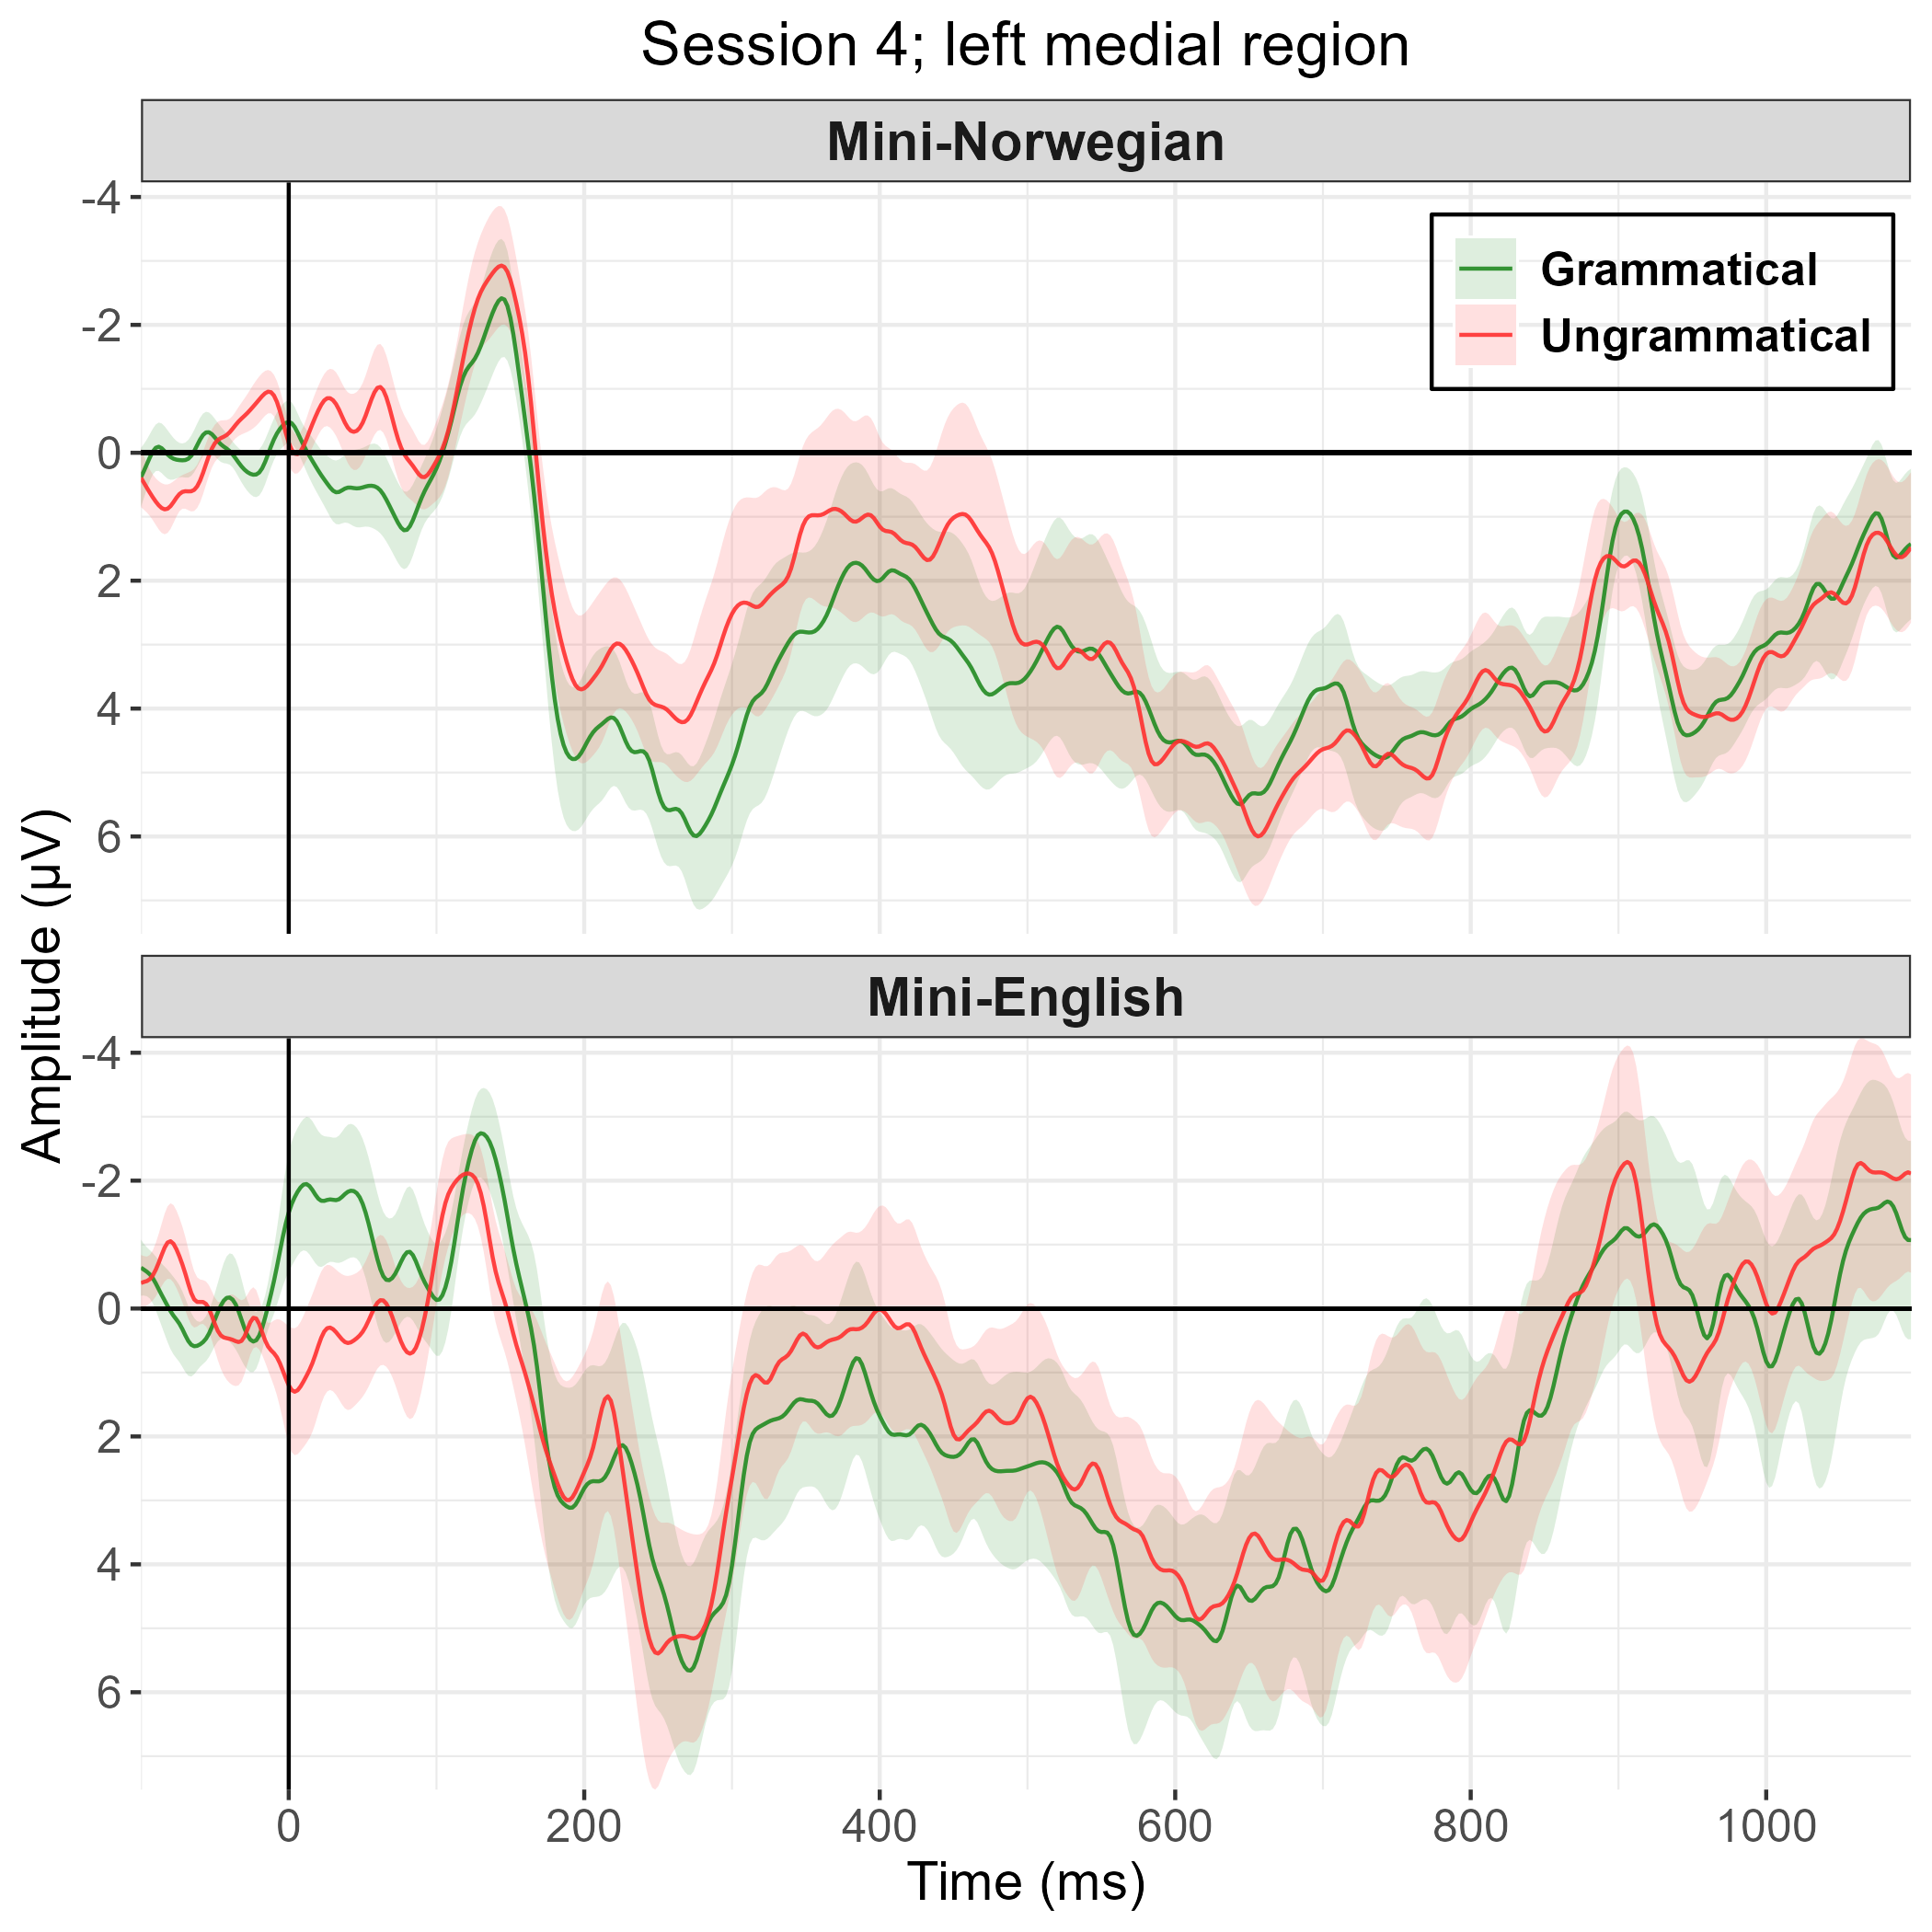 Session 4; left medial region
Mini-Norwegian
-4
-2
0
2
4
6
Grammatical
Ungrammatical
Amplitude (µV)
Mini-English
-4
-2
0
2
4
6
0 200 400 600 800 1000
Time (ms)